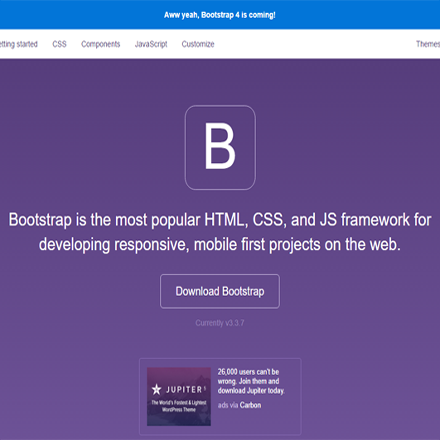 Aww yeah, Bootstrap 4 is coming!
etting started CSS Components JavaScript Customize Themes
B
Bootstrap is the most popular HTML, CSS, and JS framework for
developing responsive, mobile first projects on the web.
Download Bootstrap
Currently v3.3.7
JUPITER
The World's Fastest & Lightest
WordPress Theme
26,000 users can't be
wrong. Join them and
download Jupiter today.
ads via Carbon